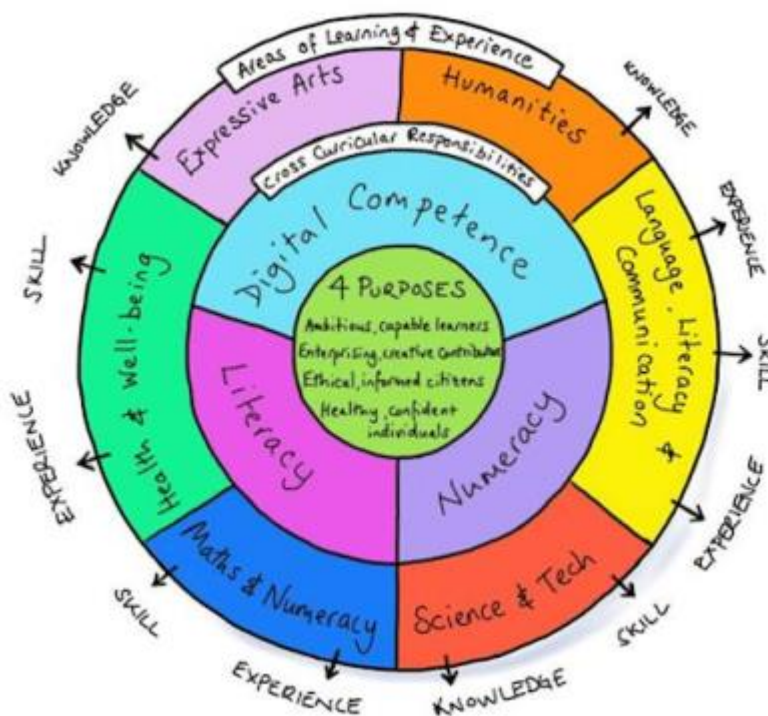 Areas of Learning & Experience
Expressive Arts
Humanities
Cross Curricular Responsibilities
Digital Competence
4 PURPOSES
Ambitious, capable learners
Enterprising, creative contributors
Ethical, informed citizens
Healthy, confident
individuals
Literacy
Numeracy
Language, Literacy &
Communication
Health & Well-being
Maths & Numeracy
Science & Tech
KNOWLEDGE
KNOWLEDGE
EXPERIENCE
SKILL
EXPERIENCE
SKILL
KNOWLEDGE
EXPERIENCE
SKILL
EXPERIENCE
SKILL